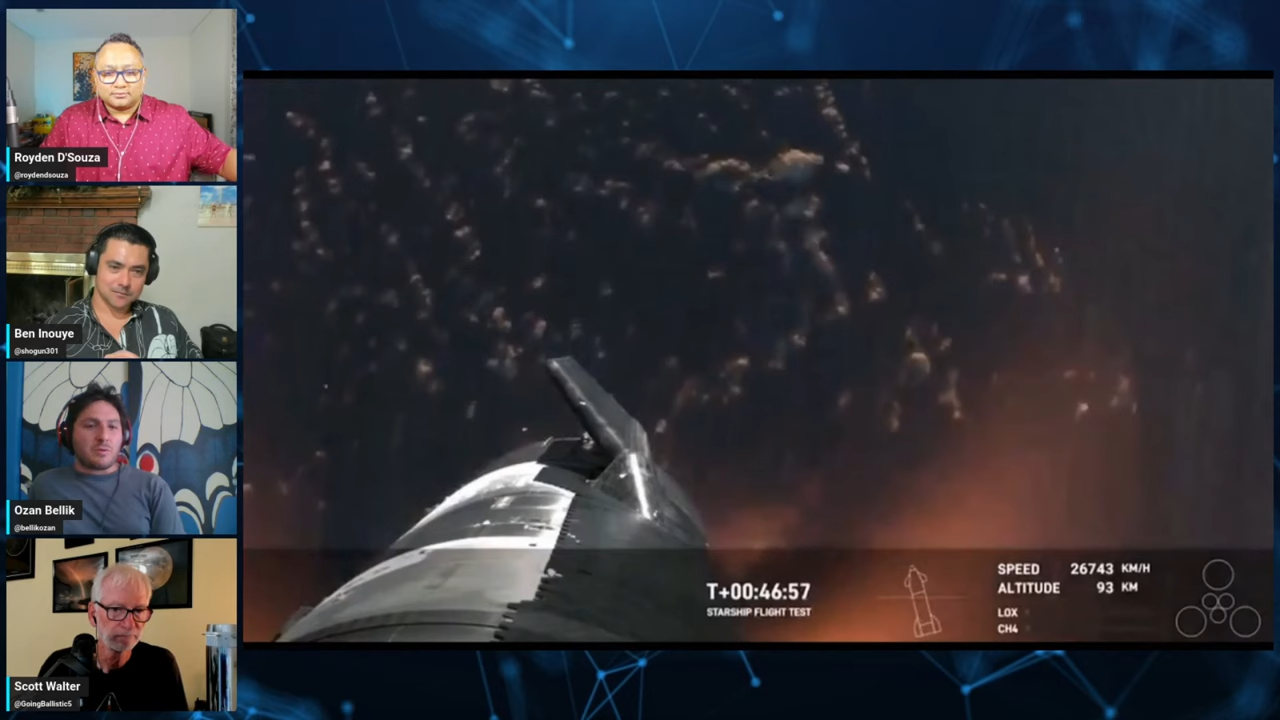 Royden D'Souza
@roydendsouza
Ben Inouye
@shogun301
Ozan Bellik
@bellikozan
Scott Walter
@GoingBallistic5
T+00:46:57
STARSHIP FLIGHT TEST
SPEED 26743 KM/H
ALTITUDE 93 KM
LOX
CH4